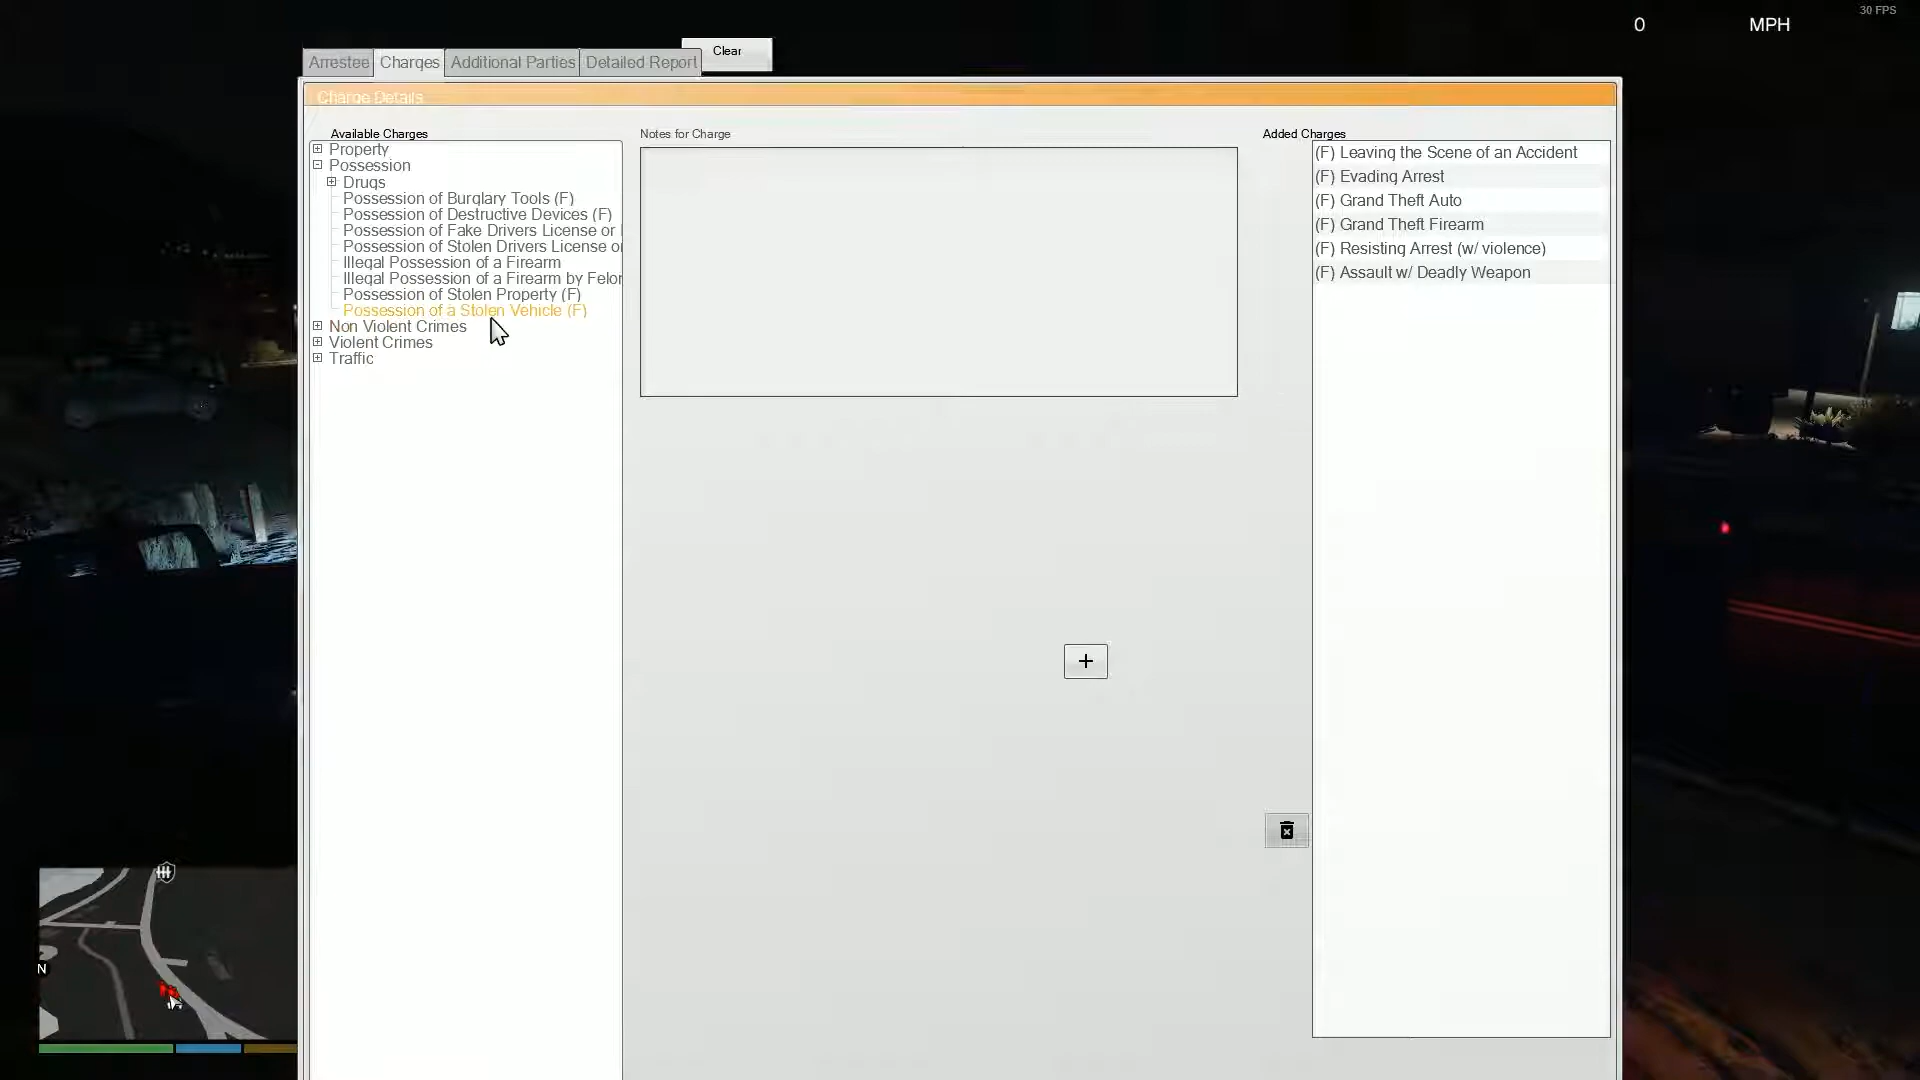 30 FPS
0 MPH
Clear
Arrestee Charges Additional Parties Detailed Report
Charge Details
Available Charges
Notes for Charge
Added Charges
Property
Possession
Drugs
Possession of Burglary Tools (F)
Possession of Destructive Devices (F)
Possession of Fake Drivers License or
Possession of Stolen Drivers License or
Illegal Possession of a Firearm
Illegal Possession of a Firearm by Felon
Possession of Stolen Property (F)
Possession of a Stolen Vehicle (F)
Non Violent Crimes
Violent Crimes
Traffic
(F) Leaving the Scene of an Accident
(F) Evading Arrest
(F) Grand Theft Auto
(F) Grand Theft Firearm
(F) Resisting Arrest (w/ violence)
(F) Assault w/ Deadly Weapon
+
N